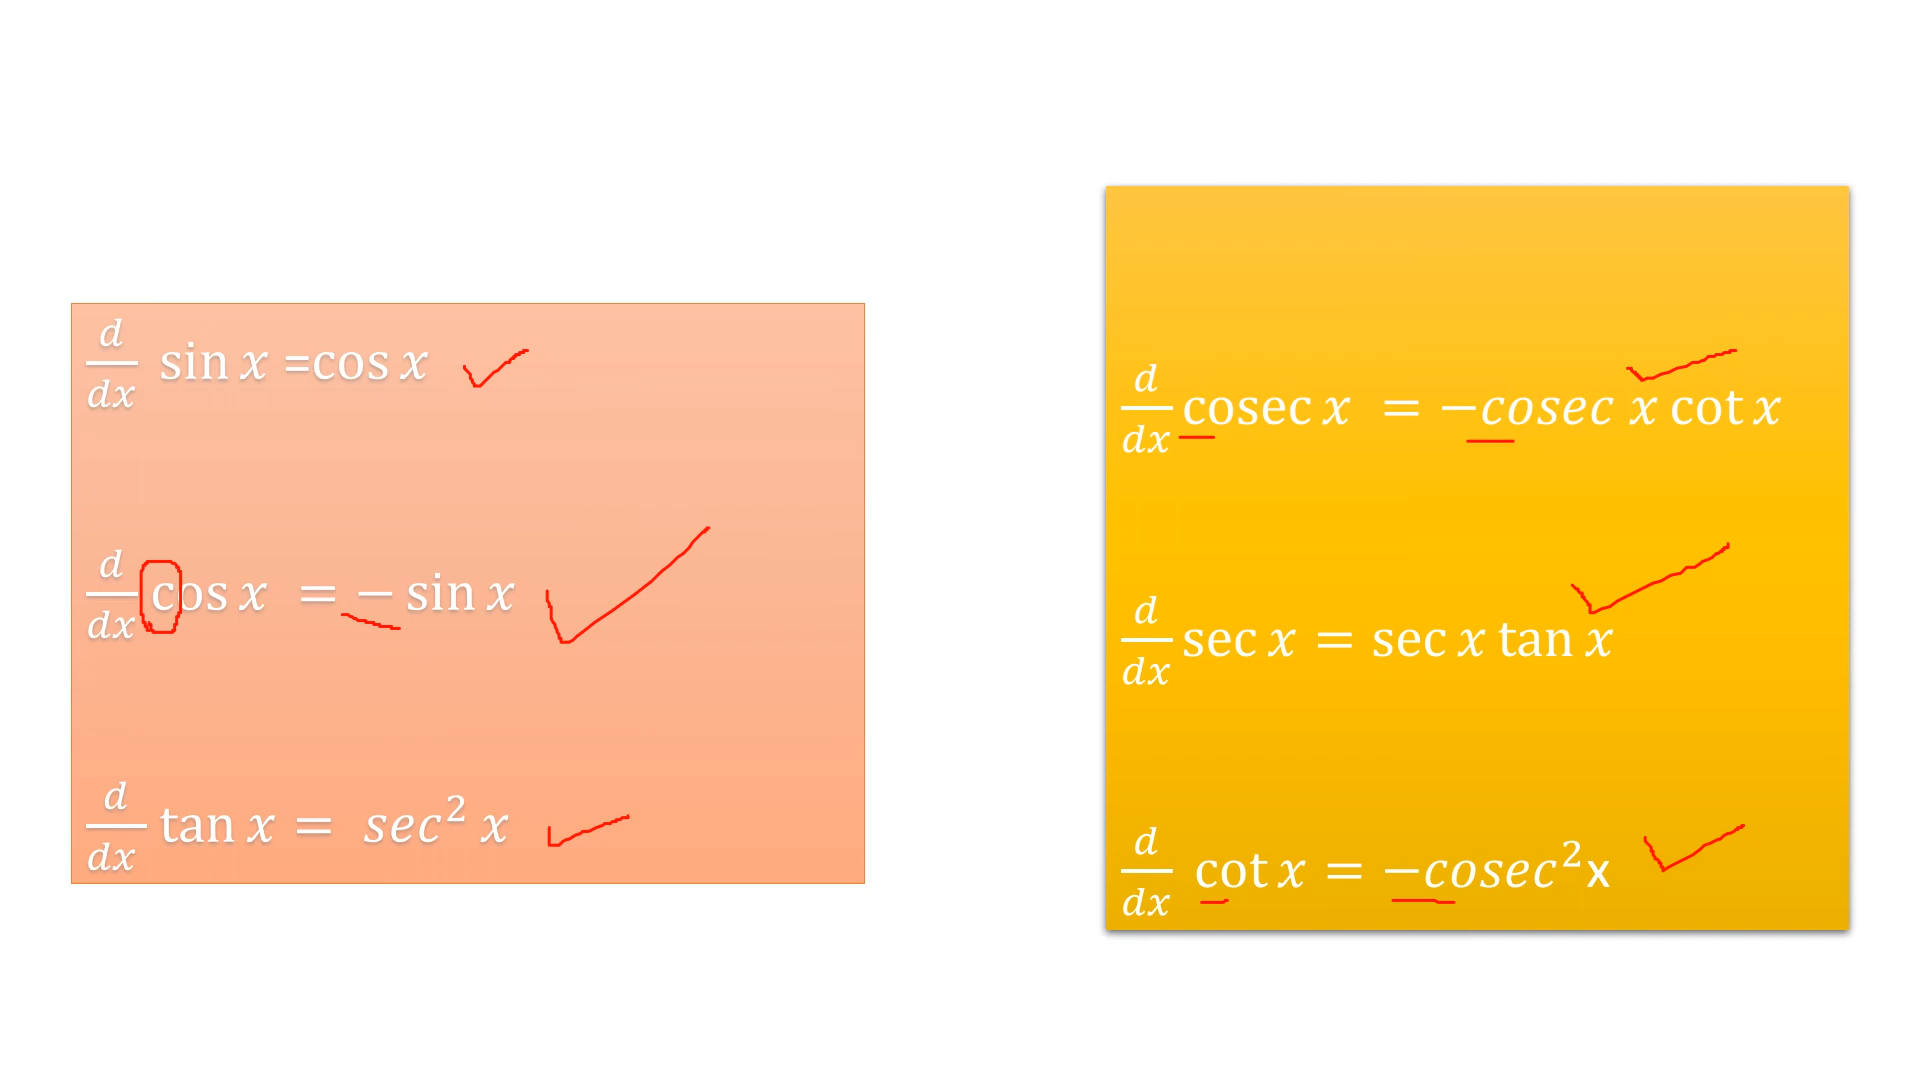 d/dx sin x =cos x
d/dx cos x = − sin x
d/dx tan x = sec² x
d/dx cosec x = −cosec x cot x
d/dx sec x = sec x tan x
d/dx cot x = −cosec²x